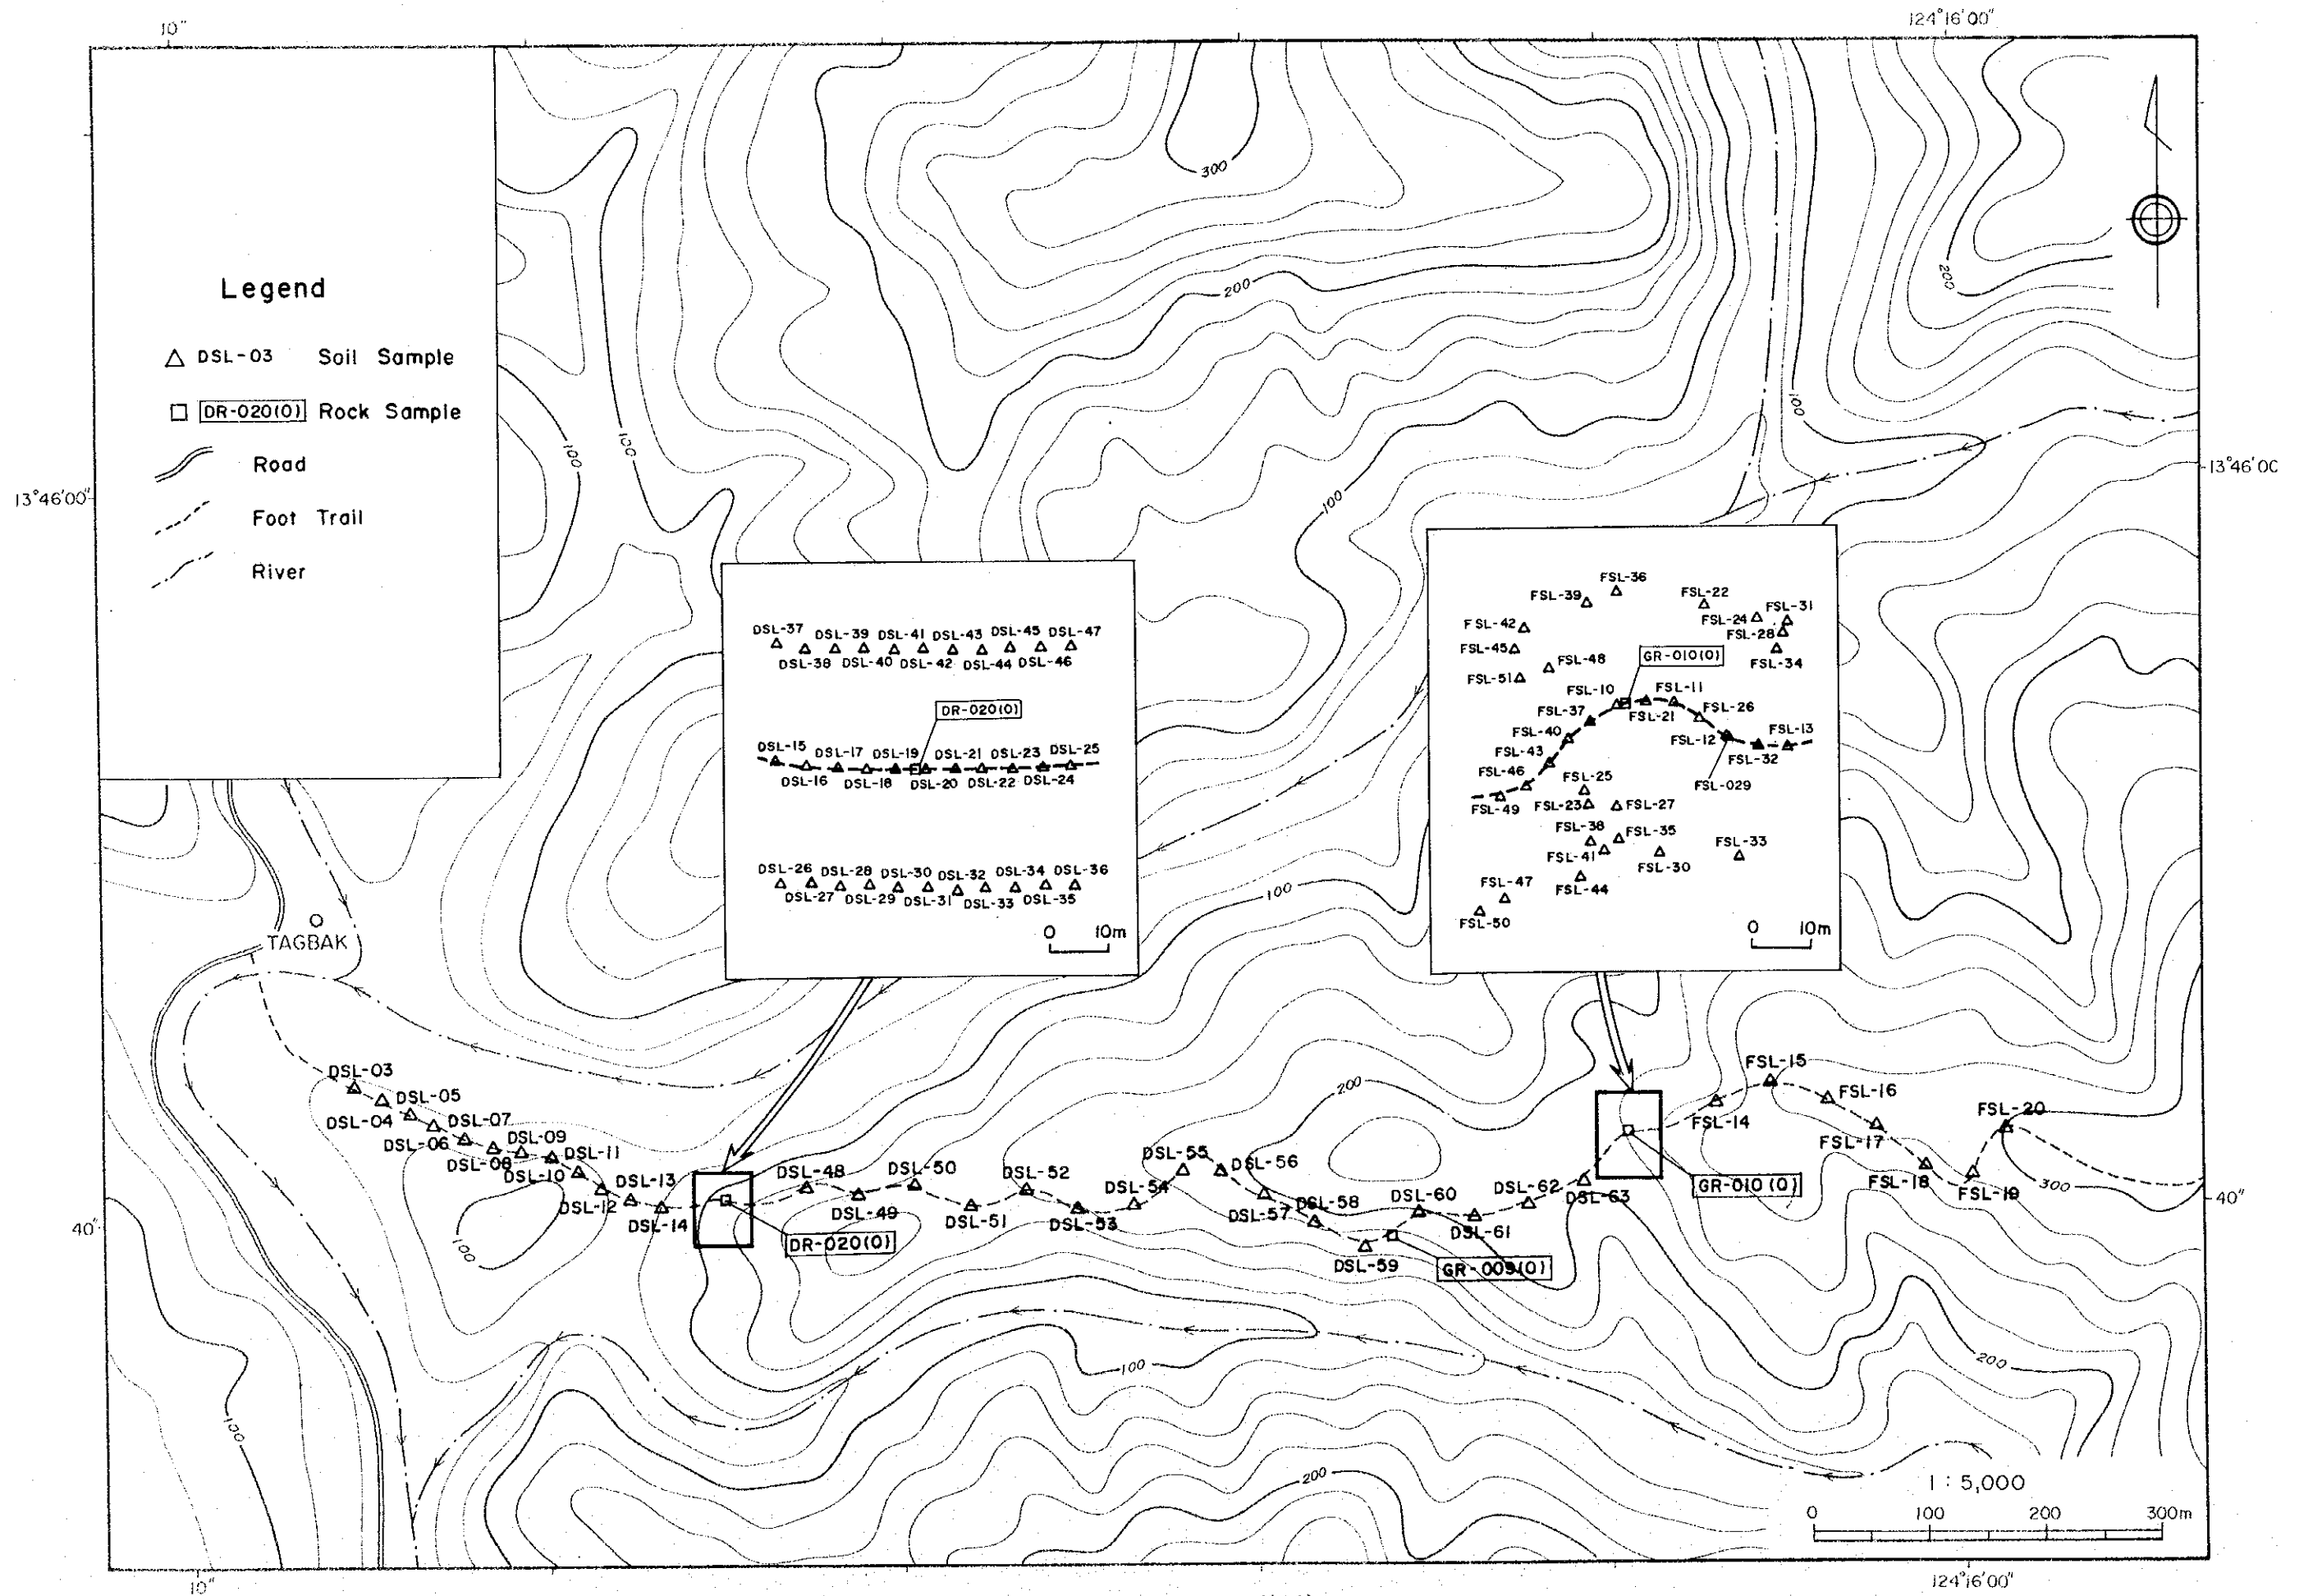 10"
124°16'00"
300
200
200
Legend
△ DSL-03 Soil Sample
□ DR-020(0) Rock Sample
Road
Foot Trail
River
100
100
100
100
13°46'00"
13°46'00
DSL-37 DSL-39 DSL-41 DSL-43 DSL-45 DSL-47
DSL-38 DSL-40 DSL-42 DSL-44 DSL-46
DR-020(0)
DSL-15 DSL-17 DSL-19 DSL-21 DSL-23 DSL-25
DSL-16 DSL-18 DSL-20 DSL-22 DSL-24
DSL-26 DSL-28 DSL-30 DSL-32 DSL-34 DSL-36
DSL-27 DSL-29 DSL-31 DSL-33 DSL-35
0 10m
FSL-36
FSL-39
FSL-22
FSL-31
FSL-24
FSL-42
FSL-28
FSL-45
FSL-48
GR-010(0)
FSL-34
FSL-51
FSL-10
FSL-11
FSL-37
FSL-21
FSL-26
FSL-40
FSL-12
FSL-13
FSL-43
FSL-32
FSL-46
FSL-25
FSL-029
FSL-49
FSL-23
FSL-27
FSL-38
FSL-35
FSL-33
FSL-41
FSL-30
FSL-47
FSL-44
FSL-50
0 10m
100
TAGBAK
DSL-03
DSL-05
DSL-04
DSL-07
DSL-06
DSL-09
DSL-08
DSL-11
DSL-10
DSL-13
DSL-12
DSL-14
DR-020(0)
DSL-48
DSL-49
DSL-50
DSL-51
DSL-52
DSL-53
DSL-54
DSL-55
DSL-56
DSL-57
DSL-58
DSL-59
DSL-60
DSL-61
DSL-62
DSL-63
GR-009(0)
GR-010(0)
200
FSL-14
FSL-15
FSL-16
FSL-17
FSL-18
FSL-19
FSL-20
300
40"
40"
100
100
100
200
200
1:5,000
0 100 200 300m
10"
124°16'00"